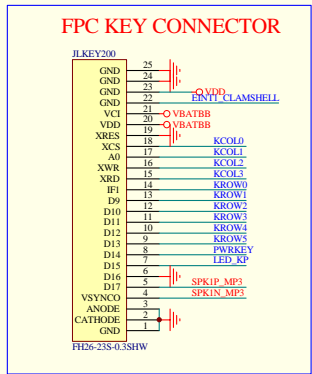 FPC KEY CONNECTOR
JLKEY200
GND 25
GND 24
GND 23 VDD
GND 22 EINT1_CLAMSHELL
VCI 21 VBATBB
VDD 20 VBATBB
XRES 19
XCS 18 KCOL0
A0 17 KCOL1
XWR 16 KCOL2
XRD 15 KCOL3
IF1 14 KROW0
D9 13 KROW1
D10 12 KROW2
D11 11 KROW3
D12 10 KROW4
D13 9 KROW5
D14 8 PWRKEY
D15 7 LED_KP
D16 6
D17 5 SPK1P_MP3
VSYNCO 4 SPK1N_MP3
ANODE 3
CATHODE 2
GND 1
FH26-23S-0.3SHW